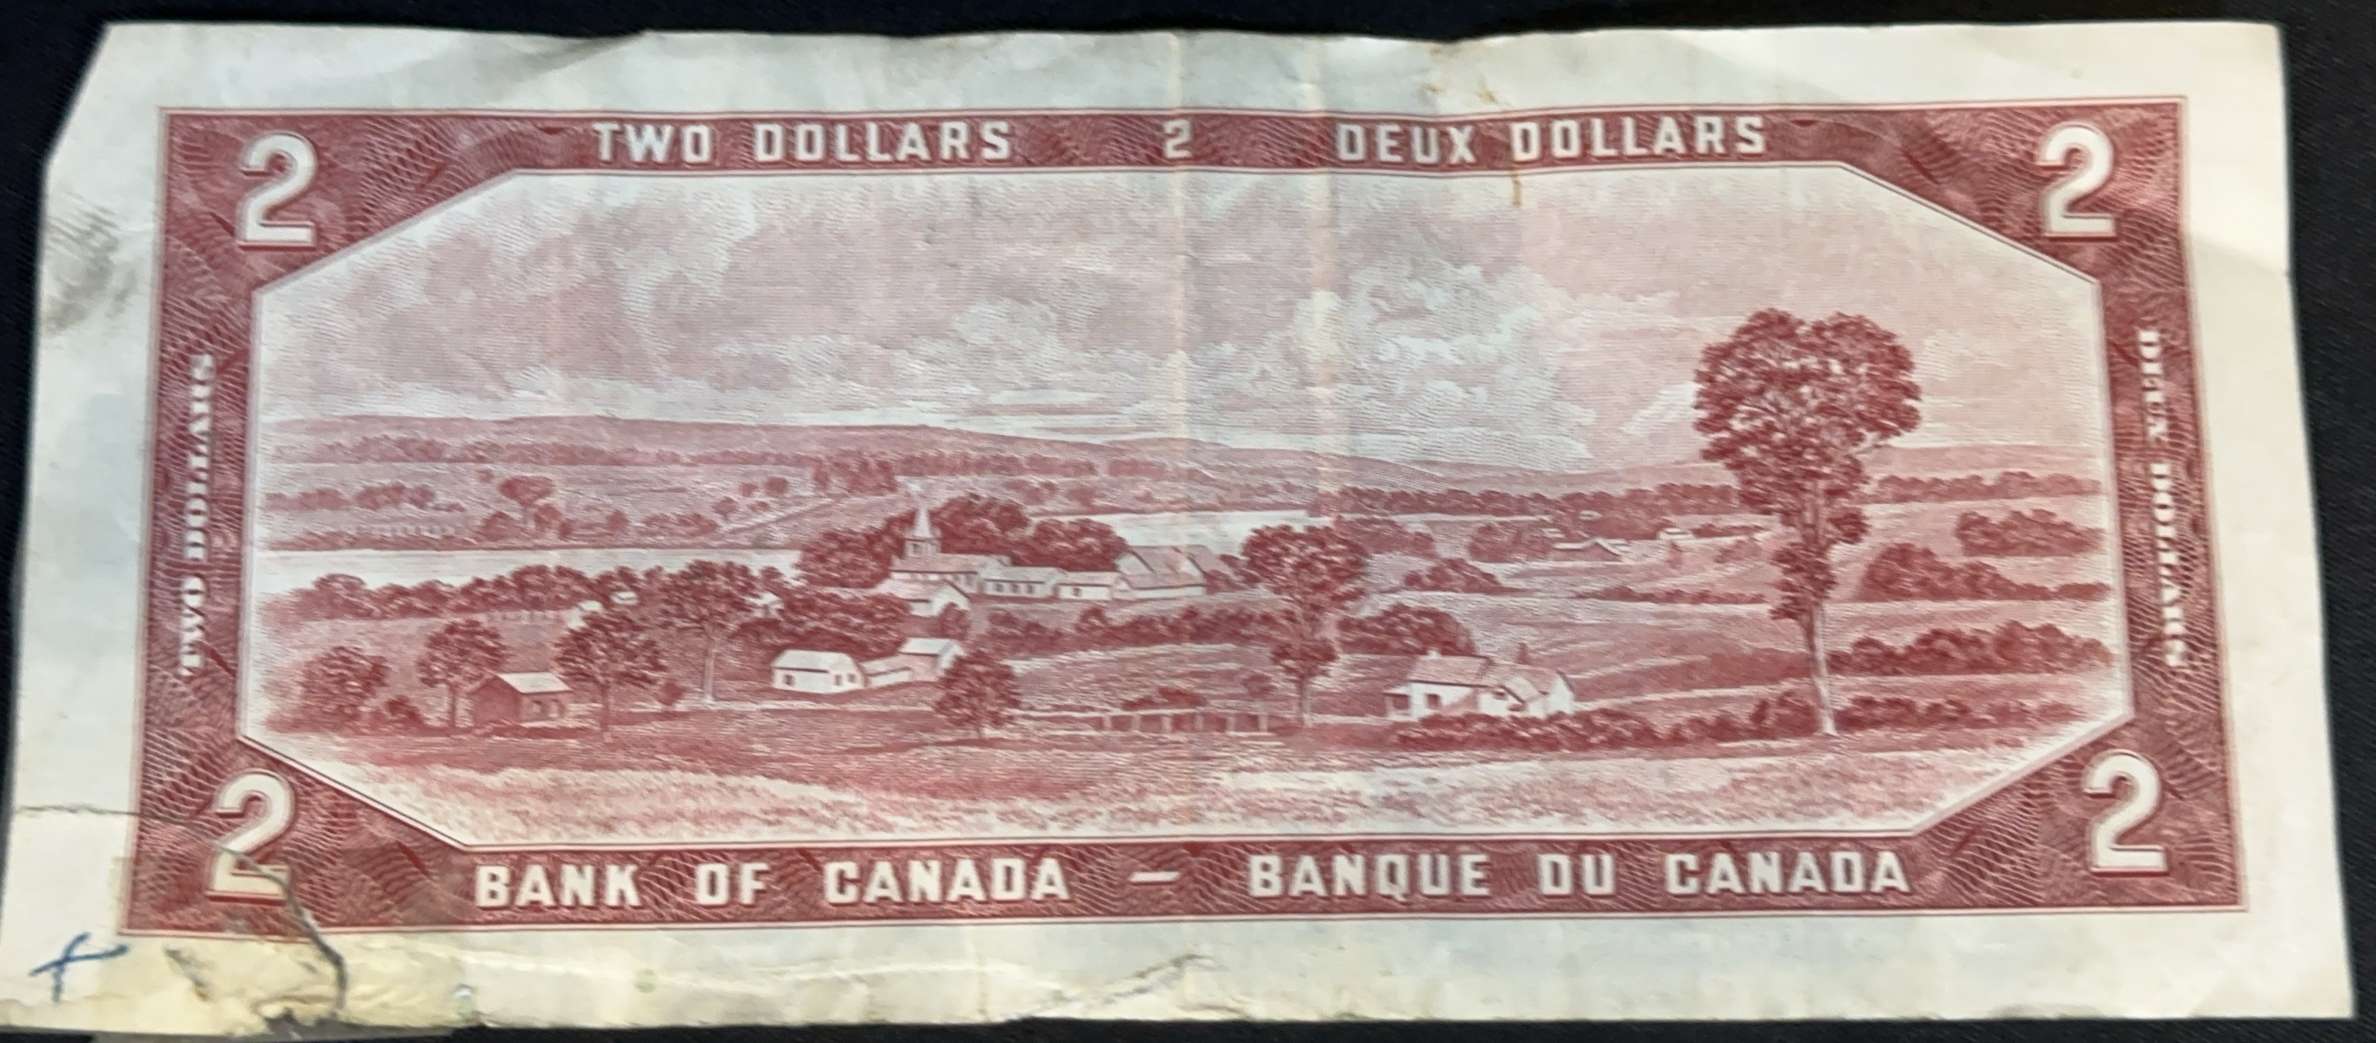 2 TWO DOLLARS 2 DEUX DOLLARS 2
TWO DOLLARS
DEUX DOLLARS
2 BANK OF CANADA — BANQUE DU CANADA 2